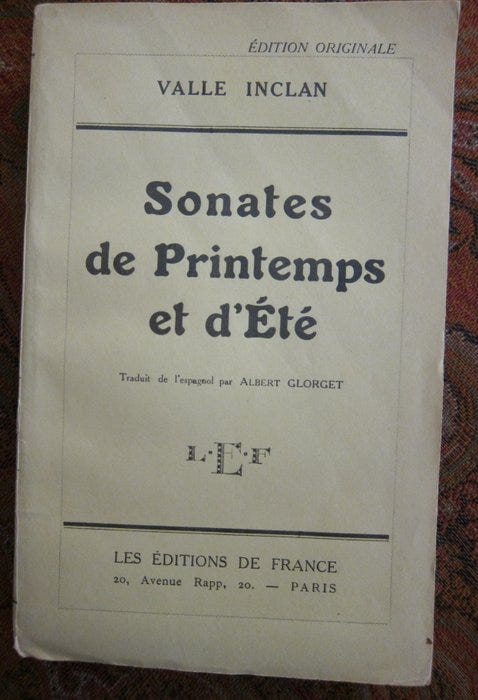 ÉDITION ORIGINALE
VALLE INCLAN
Sonates
de Printemps
et d'Été
Traduit de l'espagnol par ALBERT GLORGET
L·E·F
LES ÉDITIONS DE FRANCE
20, Avenue Rapp, 20. — PARIS